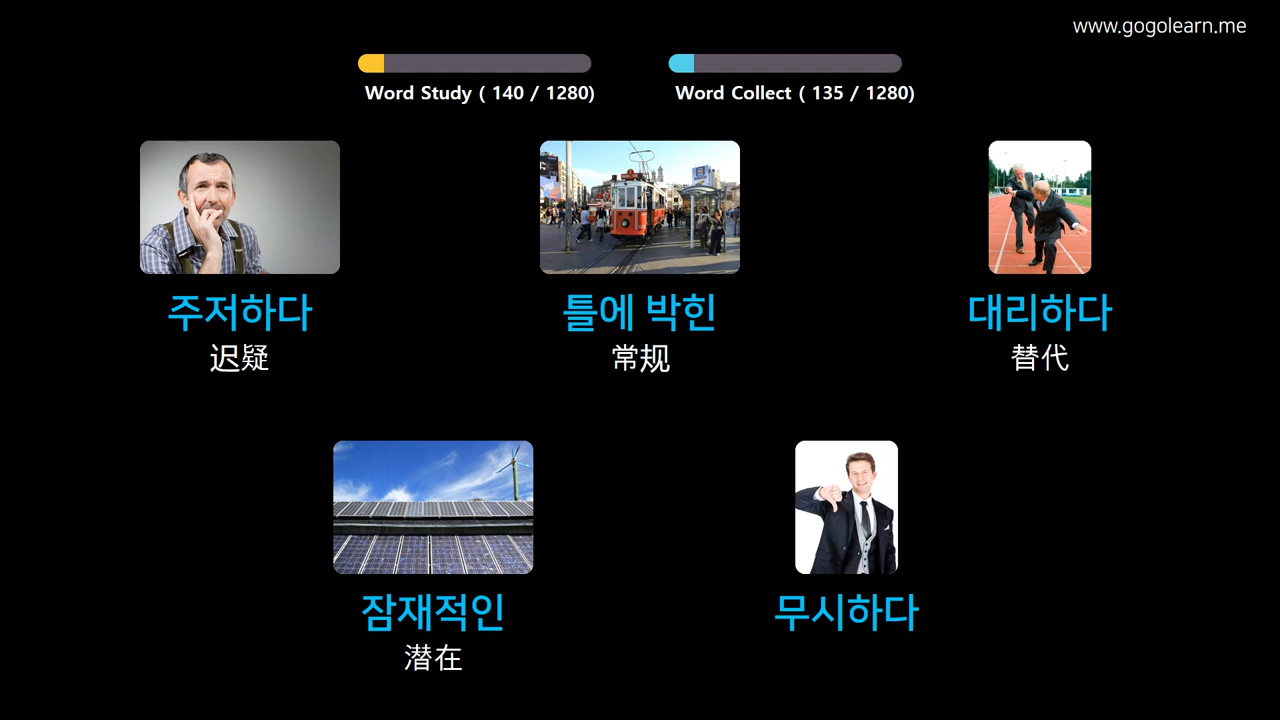 www.gogolearn.me
Word Study ( 140 / 1280)
Word Collect ( 135 / 1280)
주저하다
迟疑
틀에 박힌
常规
대리하다
替代
잠재적인
潜在
무시하다